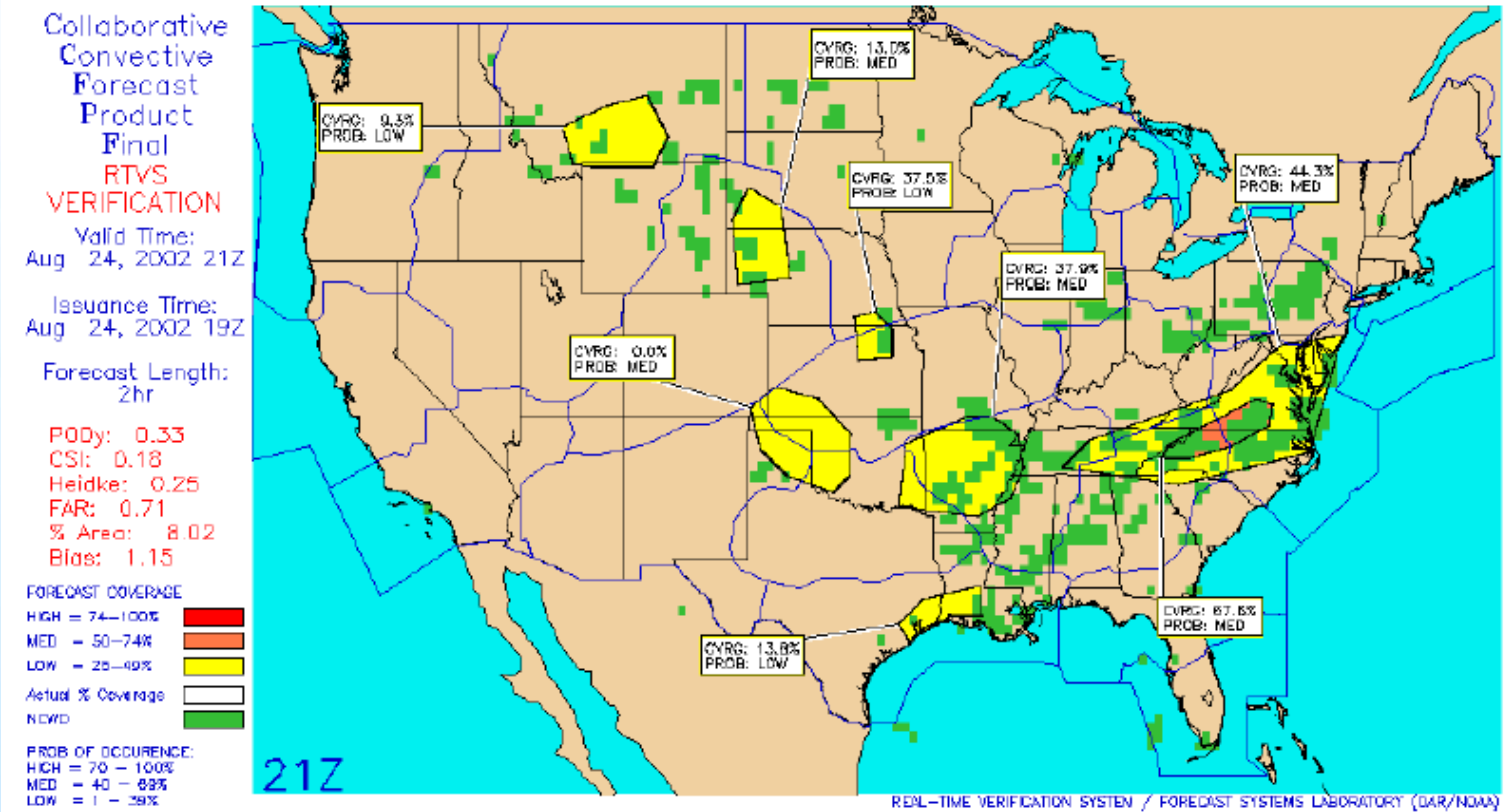 Collaborative
Convective
Forecast
Product
Final
RTVS
VERIFICATION
Valid Time:
Aug 24, 2002 21Z
Issuance Time:
Aug 24, 2002 19Z
Forecast Length:
2hr
PODy: 0.33
CSI: 0.18
Heidke: 0.25
FAR: 0.71
% Area: 8.02
Bias: 1.15
FORECAST COVERAGE
HIGH = 74-100%
MED = 50-74%
LOW = 25-49%
Actual % Coverage
NCWD
PROB OF OCCURENCE:
HIGH = 70 - 100%
MED = 40 - 69%
LOW = 1 - 39%
CVRG: 13.0%
PROB: MED
CVRG: 9.3%
PROB: LOW
CVRG: 37.5%
PROB: LOW
CVRG: 44.3%
PROB: MED
CVRG: 37.9%
PROB: MED
CVRG: 0.0%
PROB: MED
CVRG: 67.6%
PROB: MED
CVRG: 13.8%
PROB: LOW
21Z
REAL-TIME VERIFICATION SYSTEM / FORECAST SYSTEMS LABORATORY (OAR/NOAA)